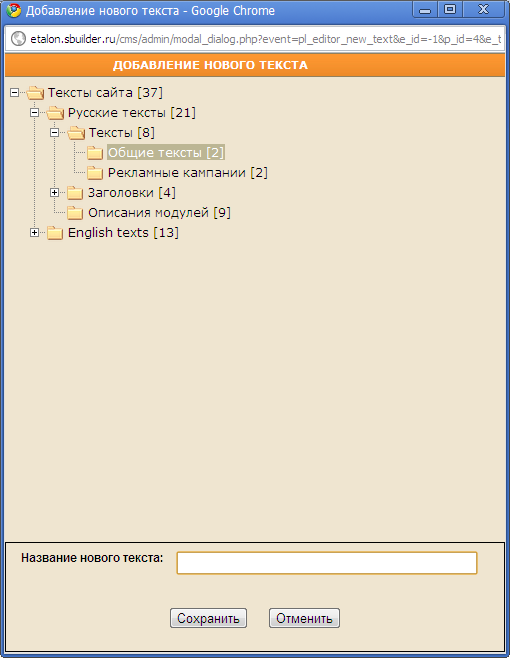 Добавление нового текста - Google Chrome
etalon.sbuilder.ru/cms/admin/modal_dialog.php?event=pl_editor_new_text&e_id=-1&p_id=4&e_t
ДОБАВЛЕНИЕ НОВОГО ТЕКСТА
Тексты сайта [37]
Русские тексты [21]
Тексты [8]
Общие тексты [2]
Рекламные кампании [2]
Заголовки [4]
Описания модулей [9]
English texts [13]
Название нового текста:
Сохранить Отменить